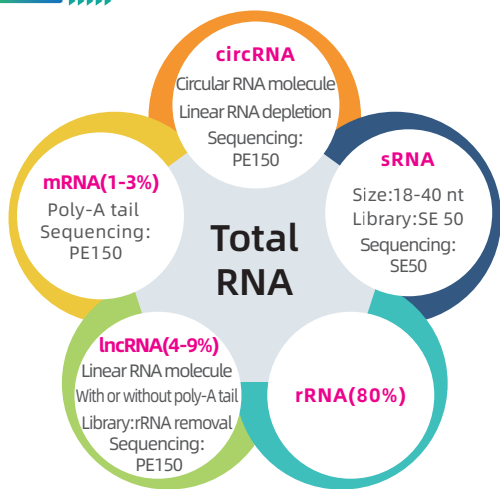 circRNA
Circular RNA molecule
Linear RNA depletion
Sequencing:
PE150
mRNA(1-3%)
Poly-A tail
Sequencing:
PE150
sRNA
Size:18-40 nt
Library:SE 50
Sequencing:
SE50
Total
RNA
lncRNA(4-9%)
Linear RNA molecule
With or without poly-A tail
Library:rRNA removal
Sequencing:
PE150
rRNA(80%)